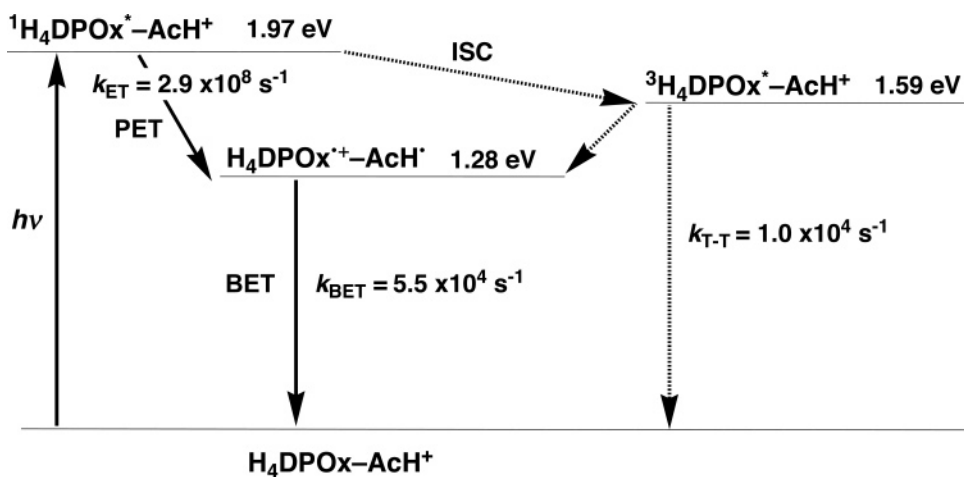 ¹H₄DPOx*–AcH⁺ 1.97 eV
ISC
k_ET = 2.9 x10⁸ s⁻¹
³H₄DPOx*–AcH⁺ 1.59 eV
PET
H₄DPOx•⁺–AcH• 1.28 eV
hν
k_T-T = 1.0 x10⁴ s⁻¹
BET k_BET = 5.5 x10⁴ s⁻¹
H₄DPOx–AcH⁺